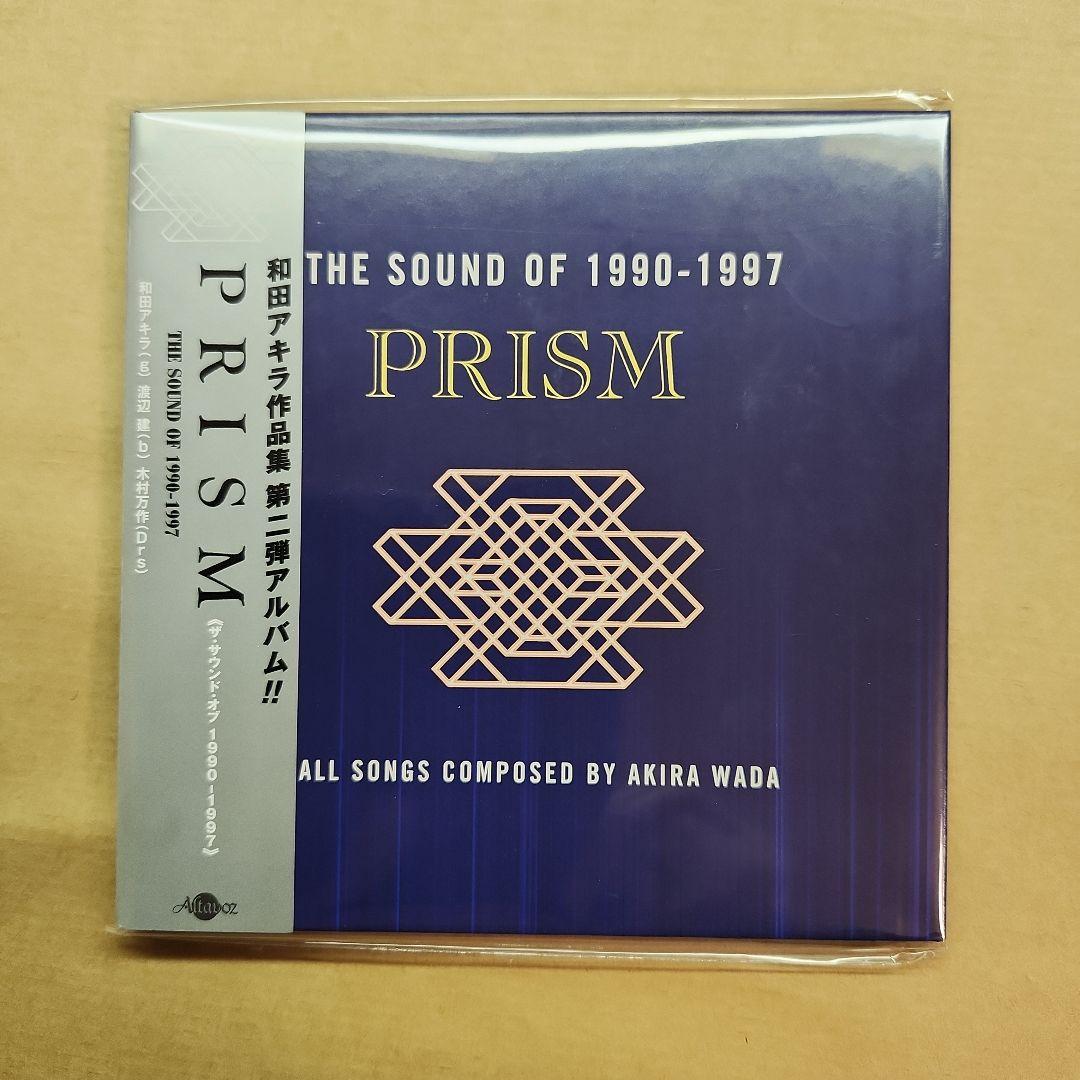 THE SOUND OF 1990-1997
PRISM
ALL SONGS COMPOSED BY AKIRA WADA
和田アキラ作品集 第二弾アルバム!!
PRISM
《ザ・サウンド・オブ 1990-1997》
THE SOUND OF 1990-1997
和田アキラ(g) 渡辺 建(b) 木村万作(Drs)
Altavoz